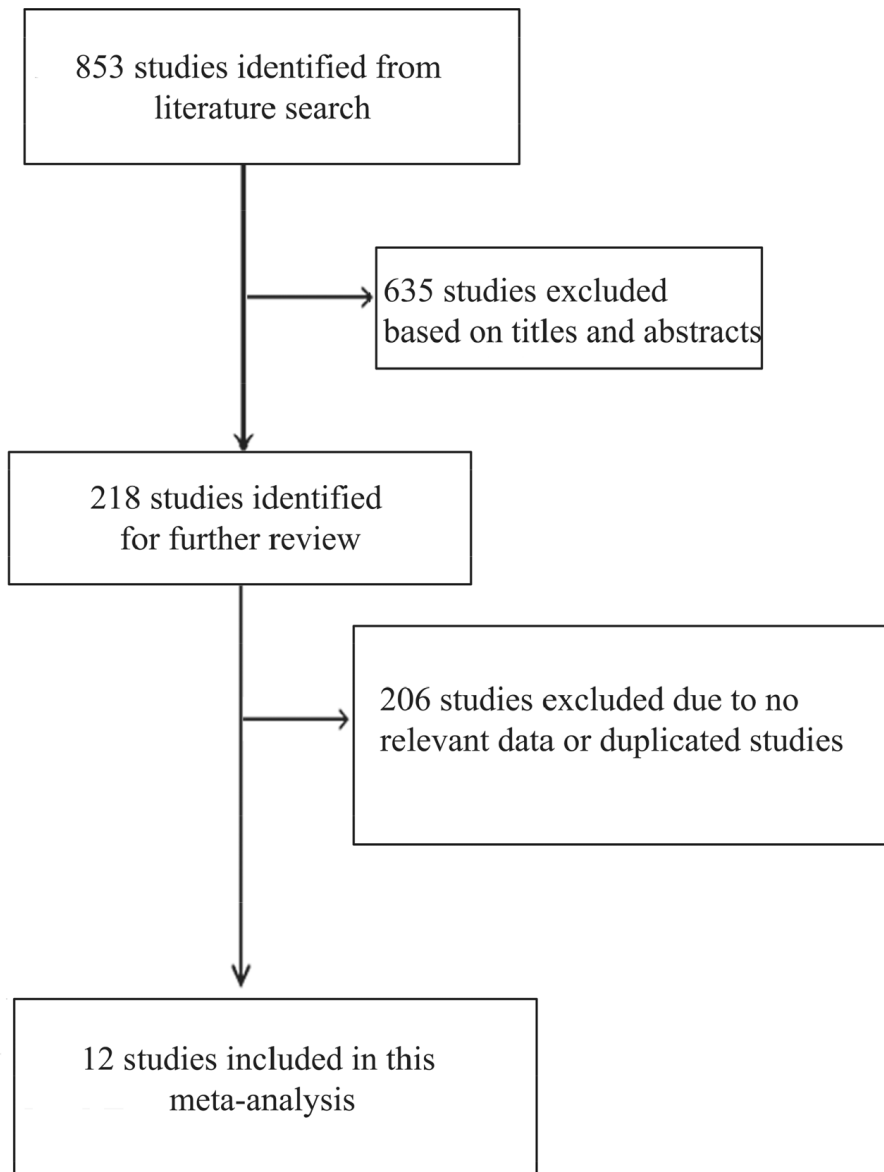 853 studies identified from
literature search
635 studies excluded
based on titles and abstracts
218 studies identified
for further review
206 studies excluded due to no
relevant data or duplicated studies
12 studies included in this
meta-analysis